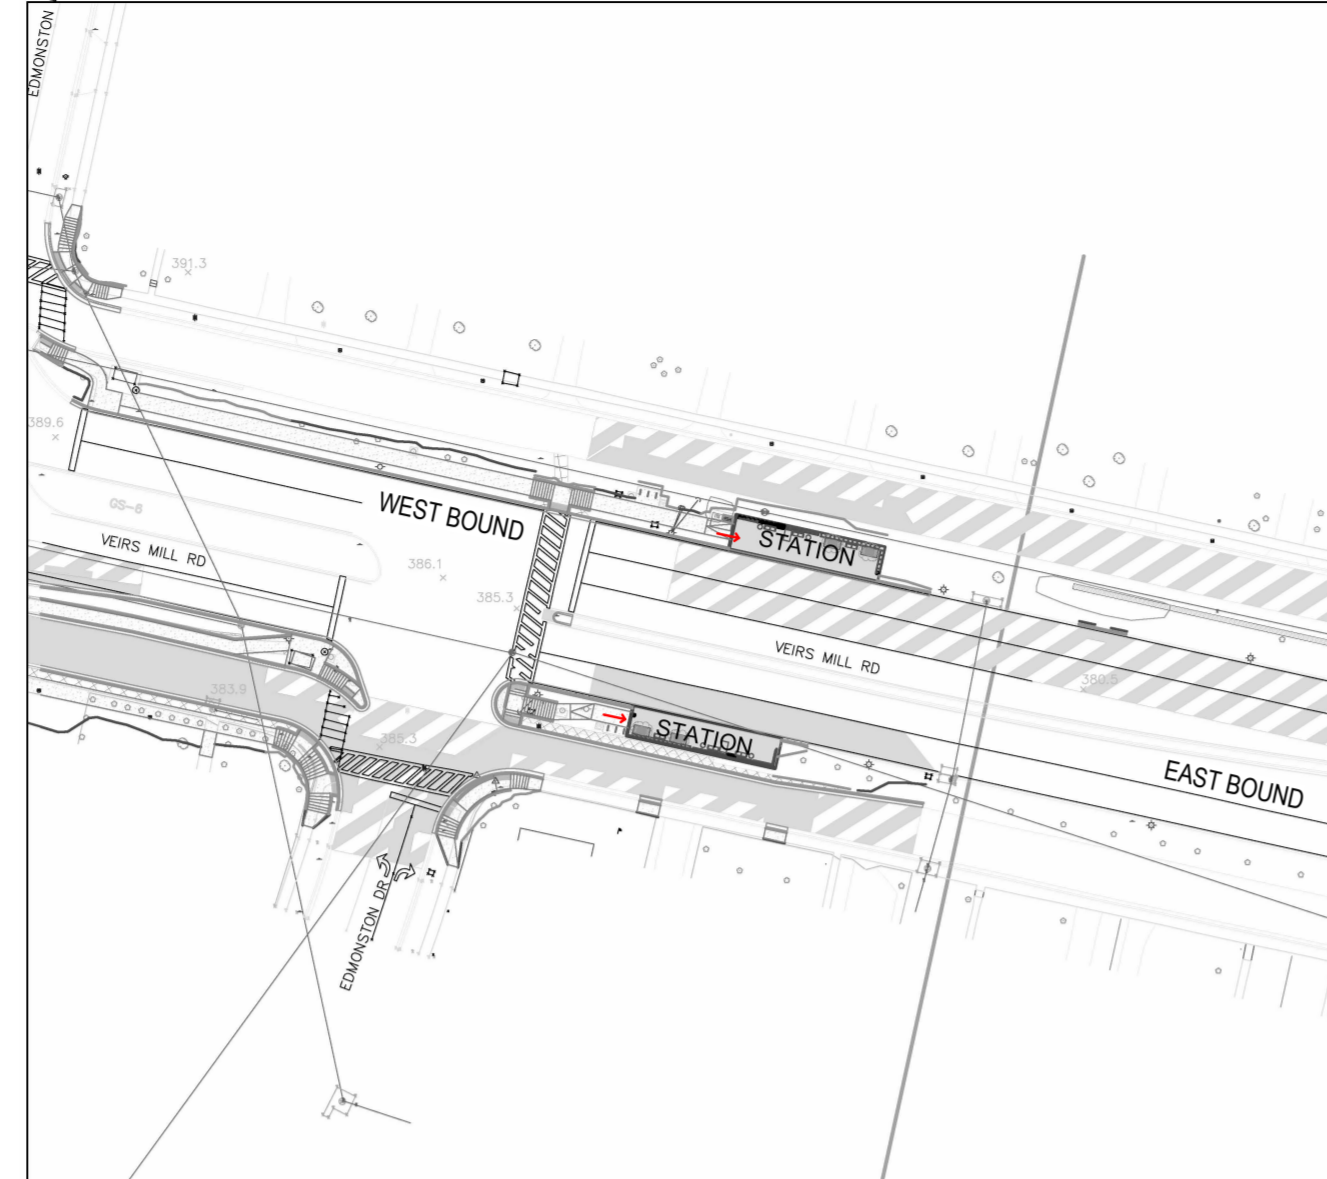 EDMONSTON
391.3
389.6
GS-6
WEST BOUND
VEIRS MILL RD
386.1
STATION
385.3
VEIRS MILL RD
380.5
383.9
385.3
STATION
EAST BOUND
EDMONSTON DR